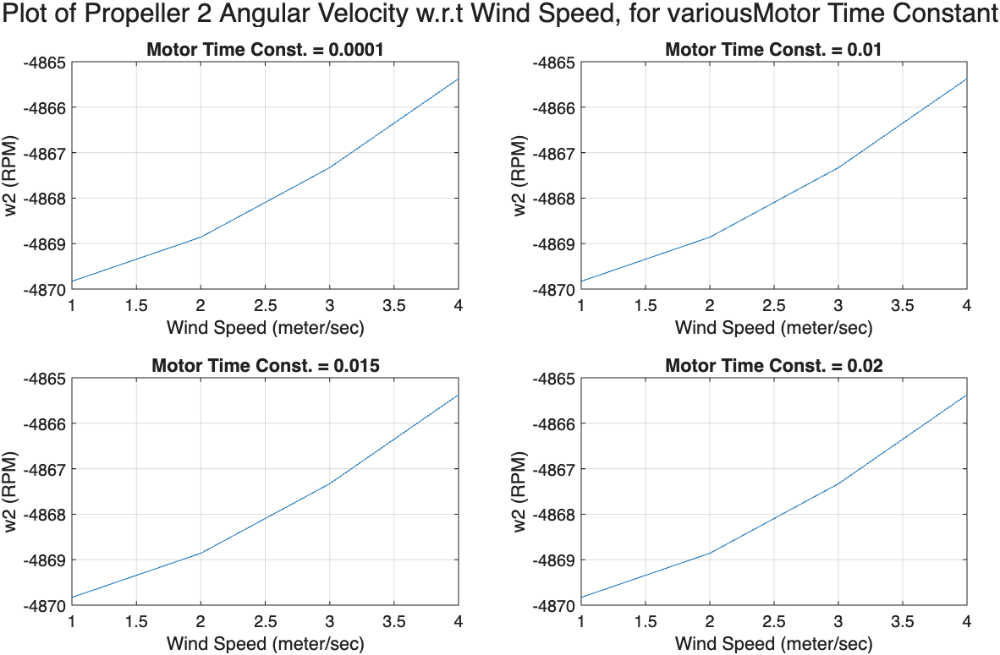 Plot of Propeller 2 Angular Velocity w.r.t Wind Speed, for variousMotor Time Constant
Motor Time Const. = 0.0001
-4865
-4866
-4867
-4868
-4869
-4870
w2 (RPM)
1 1.5 2 2.5 3 3.5 4
Wind Speed (meter/sec)
Motor Time Const. = 0.01
-4865
-4866
-4867
-4868
-4869
-4870
w2 (RPM)
1 1.5 2 2.5 3 3.5 4
Wind Speed (meter/sec)
Motor Time Const. = 0.015
-4865
-4866
-4867
-4868
-4869
-4870
w2 (RPM)
1 1.5 2 2.5 3 3.5 4
Wind Speed (meter/sec)
Motor Time Const. = 0.02
-4865
-4866
-4867
-4868
-4869
-4870
w2 (RPM)
1 1.5 2 2.5 3 3.5 4
Wind Speed (meter/sec)